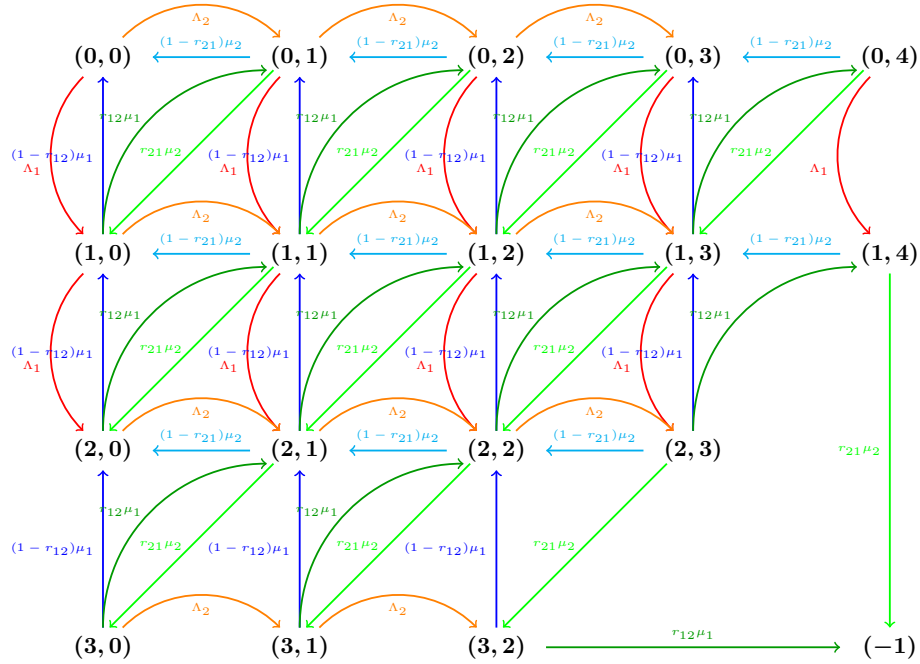 Λ₂ Λ₂ Λ₂
(0,0) (1 − r₂₁)μ₂ (0,1) (1 − r₂₁)μ₂ (0,2) (1 − r₂₁)μ₂ (0,3) (1 − r₂₁)μ₂ (0,4)
r₁₂μ₁ r₁₂μ₁ r₁₂μ₁ r₁₂μ₁
(1 − r₁₂)μ₁ r₂₁μ₂ (1 − r₁₂)μ₁ r₂₁μ₂ (1 − r₁₂)μ₁ r₂₁μ₂ (1 − r₁₂)μ₁ r₂₁μ₂
Λ₁ Λ₁ Λ₁ Λ₁ Λ₁
Λ₂ Λ₂ Λ₂
(1,0) (1 − r₂₁)μ₂ (1,1) (1 − r₂₁)μ₂ (1,2) (1 − r₂₁)μ₂ (1,3) (1 − r₂₁)μ₂ (1,4)
r₁₂μ₁ r₁₂μ₁ r₁₂μ₁ r₁₂μ₁
(1 − r₁₂)μ₁ r₂₁μ₂ (1 − r₁₂)μ₁ r₂₁μ₂ (1 − r₁₂)μ₁ r₂₁μ₂ (1 − r₁₂)μ₁
Λ₁ Λ₁ Λ₁ Λ₁
Λ₂ Λ₂ Λ₂
(2,0) (1 − r₂₁)μ₂ (2,1) (1 − r₂₁)μ₂ (2,2) (1 − r₂₁)μ₂ (2,3) r₂₁μ₂
r₁₂μ₁ r₁₂μ₁
(1 − r₁₂)μ₁ r₂₁μ₂ (1 − r₁₂)μ₁ r₂₁μ₂ (1 − r₁₂)μ₁ r₂₁μ₂
Λ₂ Λ₂
(3,0) (3,1) (3,2) r₁₂μ₁ (−1)